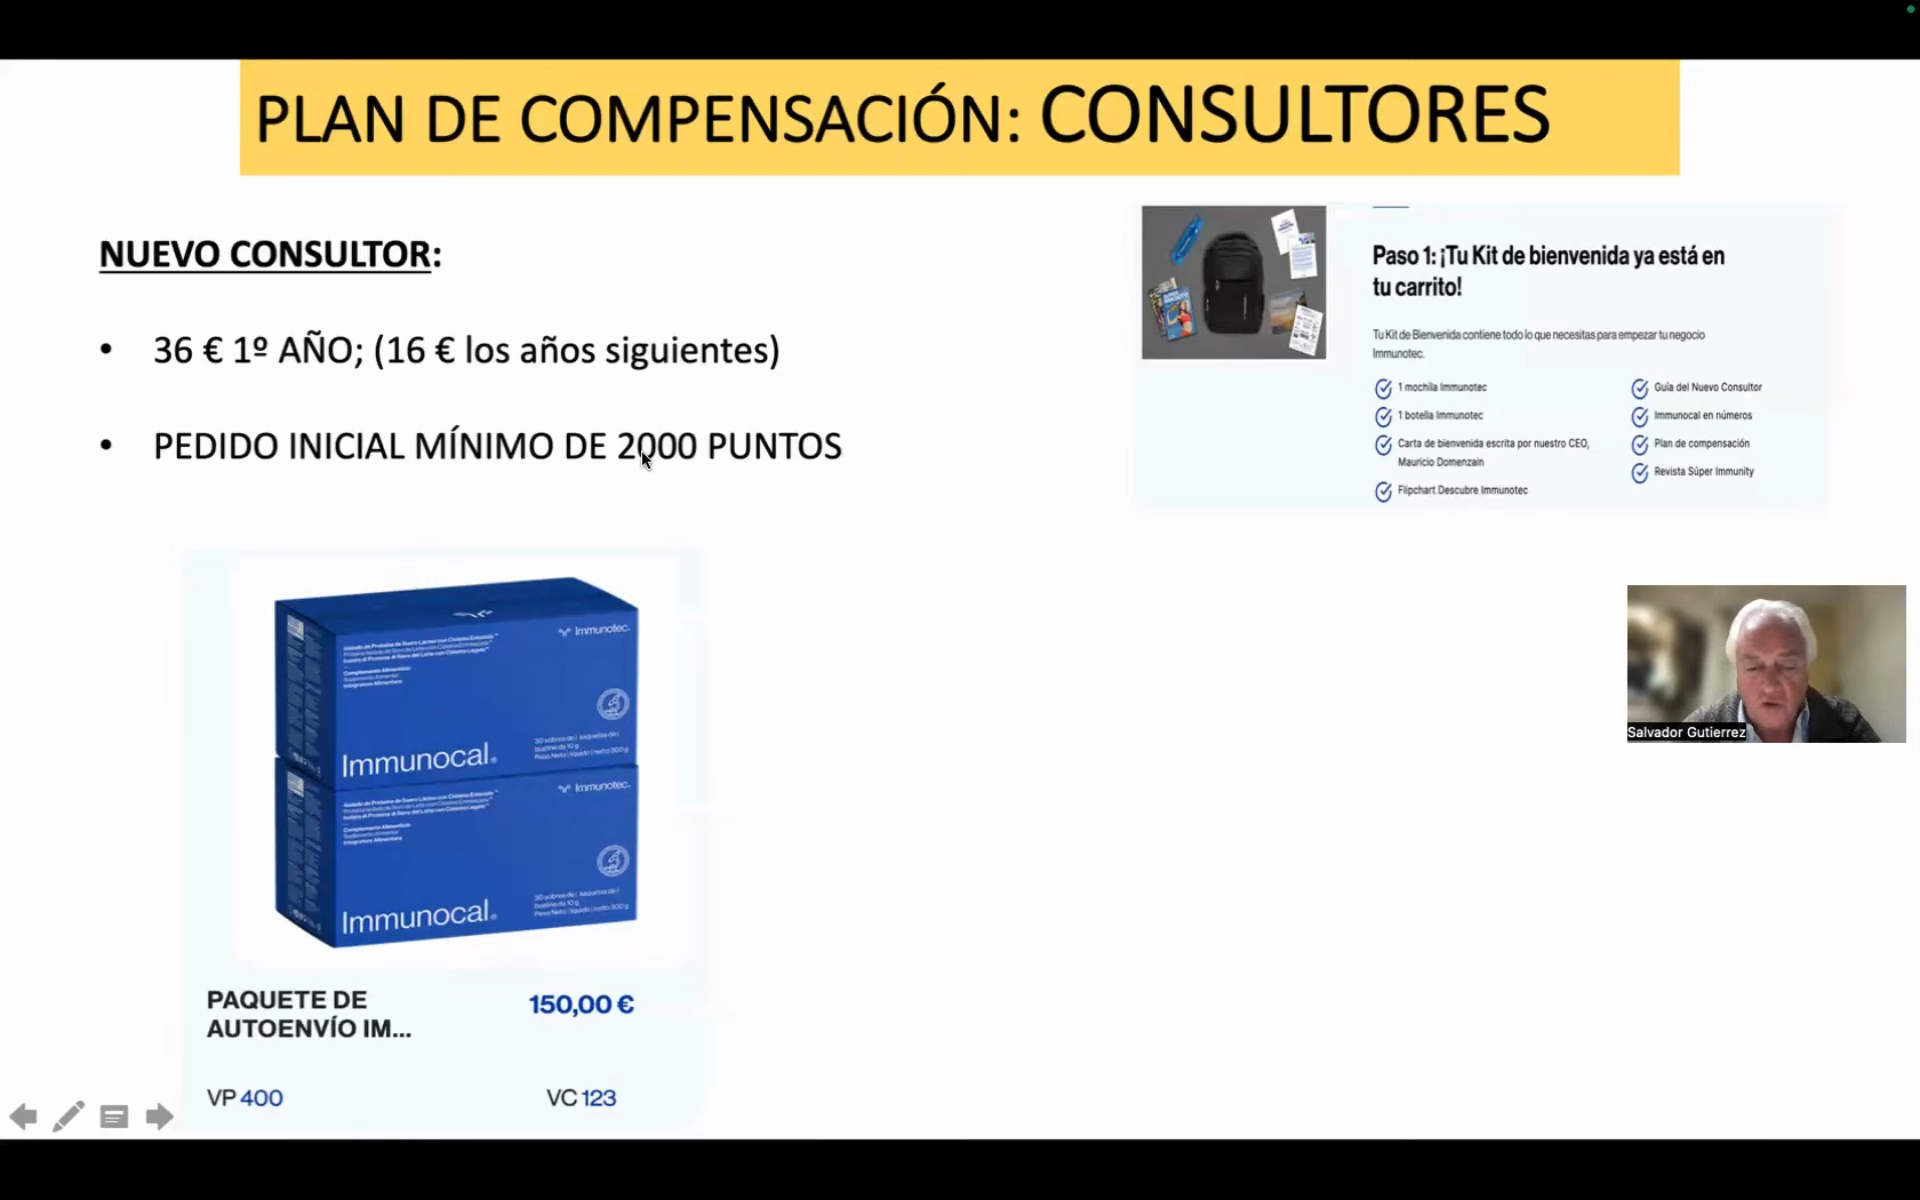 PLAN DE COMPENSACIÓN: CONSULTORES
NUEVO CONSULTOR:
• 36 € 1º AÑO; (16 € los años siguientes)
• PEDIDO INICIAL MÍNIMO DE 2000 PUNTOS
Paso 1: ¡Tu Kit de bienvenida ya está en
tu carrito!
Tu Kit de Bienvenida contiene todo lo que necesitas para empezar tu negocio
Immunotec.
1 mochila Immunotec
1 botella Immunotec
Carta de bienvenida escrita por nuestro CEO,
Mauricio Domenzain
Flipchart Descubre Immunotec
Guía del Nuevo Consultor
Immunocal en números
Plan de compensación
Revista Súper Immunity
Immunotec.
Immunocal
Immunotec.
Immunocal
PAQUETE DE
AUTOENVÍO IM...
150,00 €
VP 400
VC 123
Salvador Gutierrez